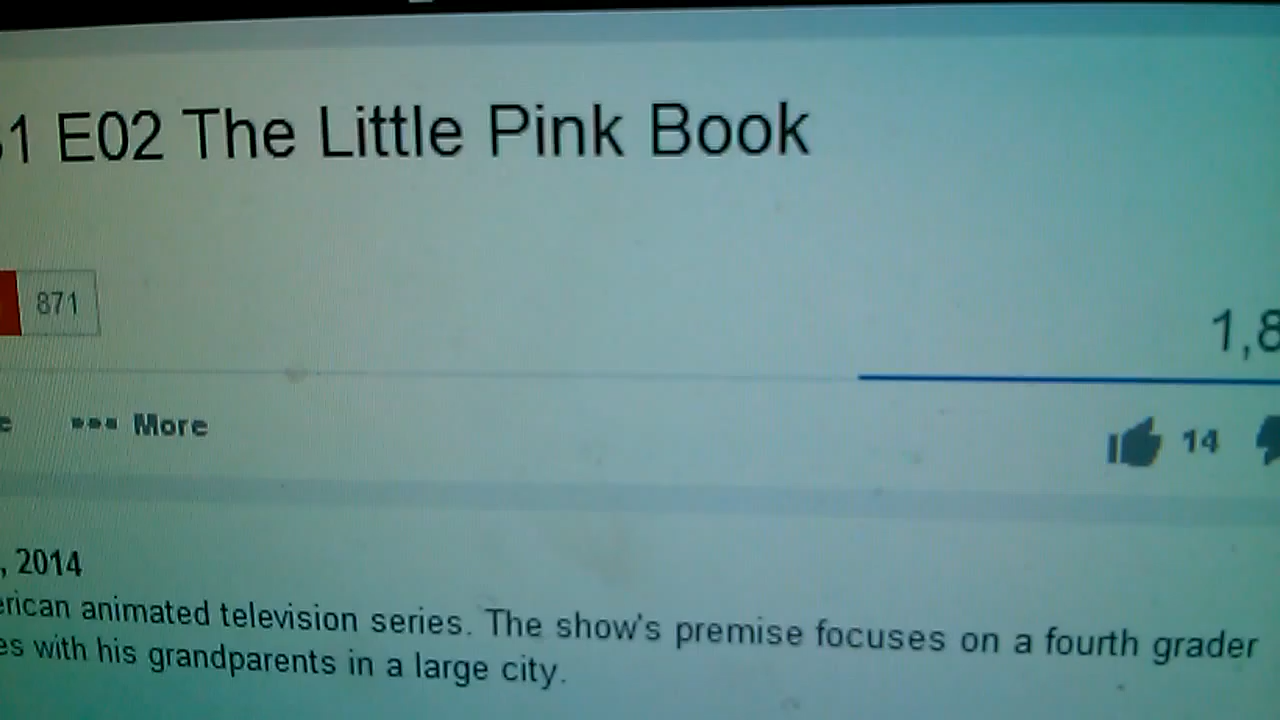 1 E02 The Little Pink Book
871
1,8
More
14
, 2014
erican animated television series. The show's premise focuses on a fourth grader
es with his grandparents in a large city.